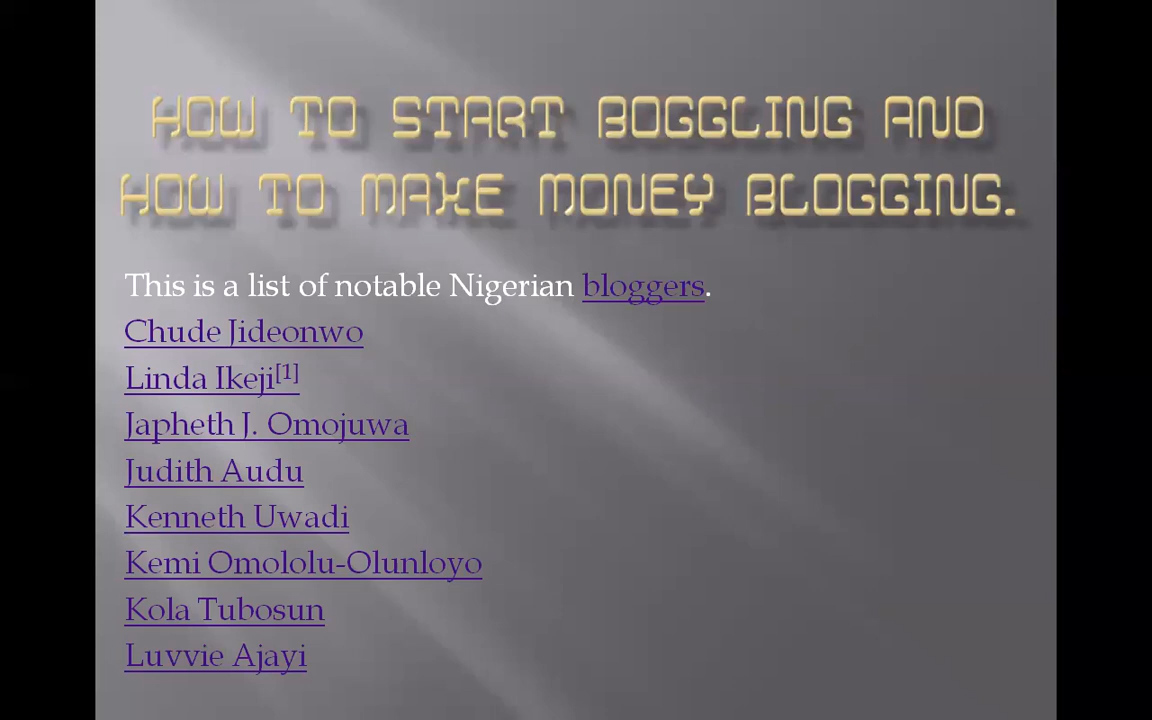 HOW TO START BOGGLING AND
HOW TO MAKE MONEY BLOGGING.
This is a list of notable Nigerian bloggers.
Chude Jideonwo
Linda Ikeji[1]
Japheth J. Omojuwa
Judith Audu
Kenneth Uwadi
Kemi Omololu-Olunloyo
Kola Tubosun
Luvvie Ajayi